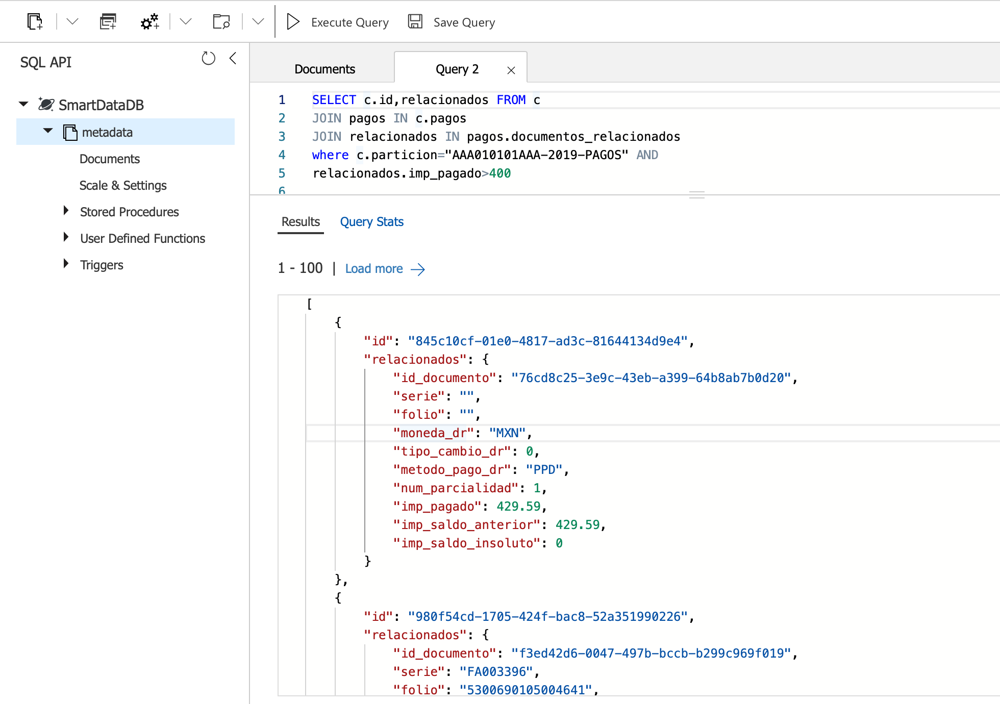 Execute Query
Save Query
SQL API
SmartDataDB
metadata
Documents
Scale & Settings
Stored Procedures
User Defined Functions
Triggers
Documents
Query 2
1 SELECT c.id,relacionados FROM c
2 JOIN pagos IN c.pagos
3 JOIN relacionados IN pagos.documentos_relacionados
4 where c.particion="AAA010101AAA-2019-PAGOS" AND
5 relacionados.imp_pagado>400
6
Results
Query Stats
1 - 100 | Load more
[
{
"id": "845c10cf-01e0-4817-ad3c-81644134d9e4",
"relacionados": {
"id_documento": "76cd8c25-3e9c-43eb-a399-64b8ab7b0d20",
"serie": "",
"folio": "",
"moneda_dr": "MXN",
"tipo_cambio_dr": 0,
"metodo_pago_dr": "PPD",
"num_parcialidad": 1,
"imp_pagado": 429.59,
"imp_saldo_anterior": 429.59,
"imp_saldo_insoluto": 0
}
},
{
"id": "980f54cd-1705-424f-bac8-52a351990226",
"relacionados": {
"id_documento": "f3ed42d6-0047-497b-bccb-b299c969f019",
"serie": "FA003396",
"folio": "5300690105004641",